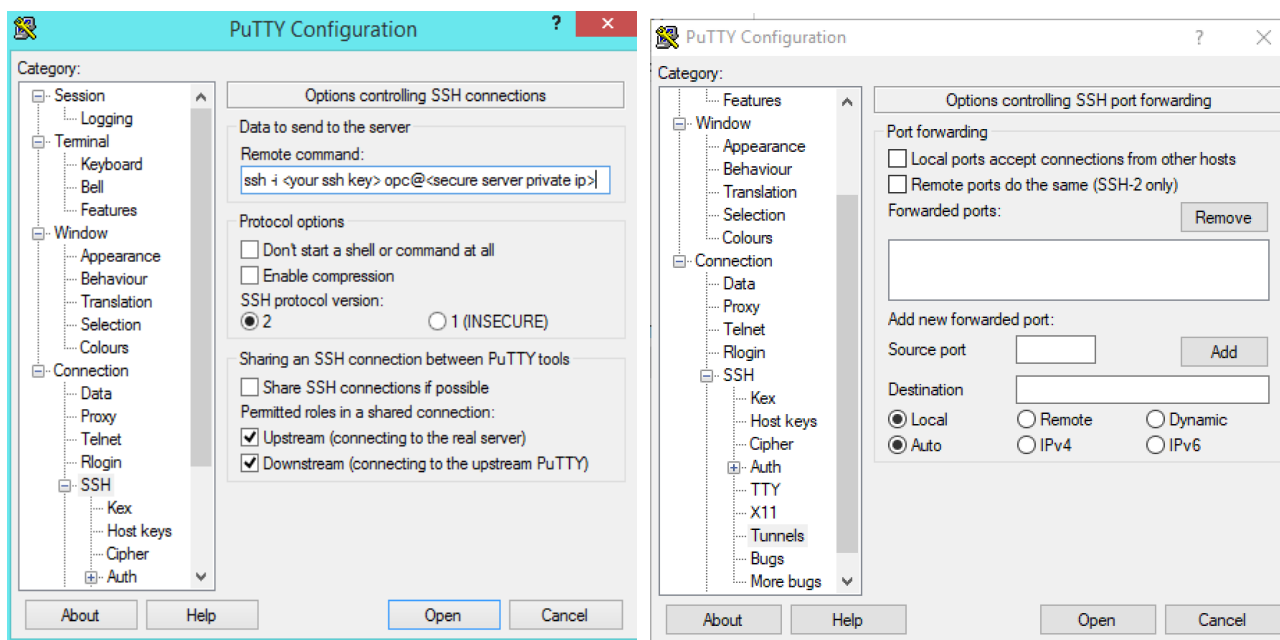 PuTTY Configuration
?
×
Category:
Session
Logging
Terminal
Keyboard
Bell
Features
Window
Appearance
Behaviour
Translation
Selection
Colours
Connection
Data
Proxy
Telnet
Rlogin
SSH
Kex
Host keys
Cipher
Auth
Options controlling SSH connections
Data to send to the server
Remote command:
ssh -i <your ssh key> opc@<secure server private ip>
Protocol options
Don't start a shell or command at all
Enable compression
SSH protocol version:
2
1 (INSECURE)
Sharing an SSH connection between PuTTY tools
Share SSH connections if possible
Permitted roles in a shared connection:
Upstream (connecting to the real server)
Downstream (connecting to the upstream PuTTY)
About
Help
Open
Cancel
PuTTY Configuration
?
×
Category:
Features
Window
Appearance
Behaviour
Translation
Selection
Colours
Connection
Data
Proxy
Telnet
Rlogin
SSH
Kex
Host keys
Cipher
Auth
TTY
X11
Tunnels
Bugs
More bugs
Options controlling SSH port forwarding
Port forwarding
Local ports accept connections from other hosts
Remote ports do the same (SSH-2 only)
Forwarded ports:
Remove
Add new forwarded port:
Source port
Add
Destination
Local
Remote
Dynamic
Auto
IPv4
IPv6
About
Help
Open
Cancel